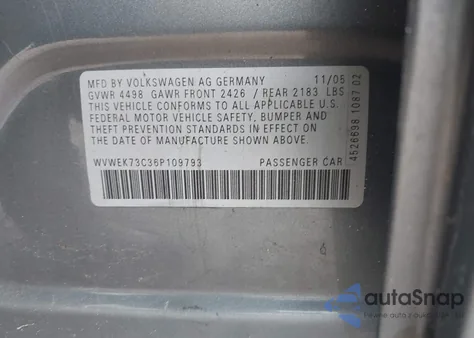 MFD BY VOLKSWAGEN AG GERMANY 11/05
GVWR 4498 GAWR FRONT 2426 / REAR 2183 LBS
THIS VEHICLE CONFORMS TO ALL APPLICABLE U.S.
FEDERAL MOTOR VEHICLE SAFETY, BUMPER AND
THEFT PREVENTION STANDARDS IN EFFECT ON
THE DATE OF MANUFACTURE SHOWN ABOVE.
WVWEK73C36P109793 PASSENGER CAR
4526698 1087 02
autoSnap